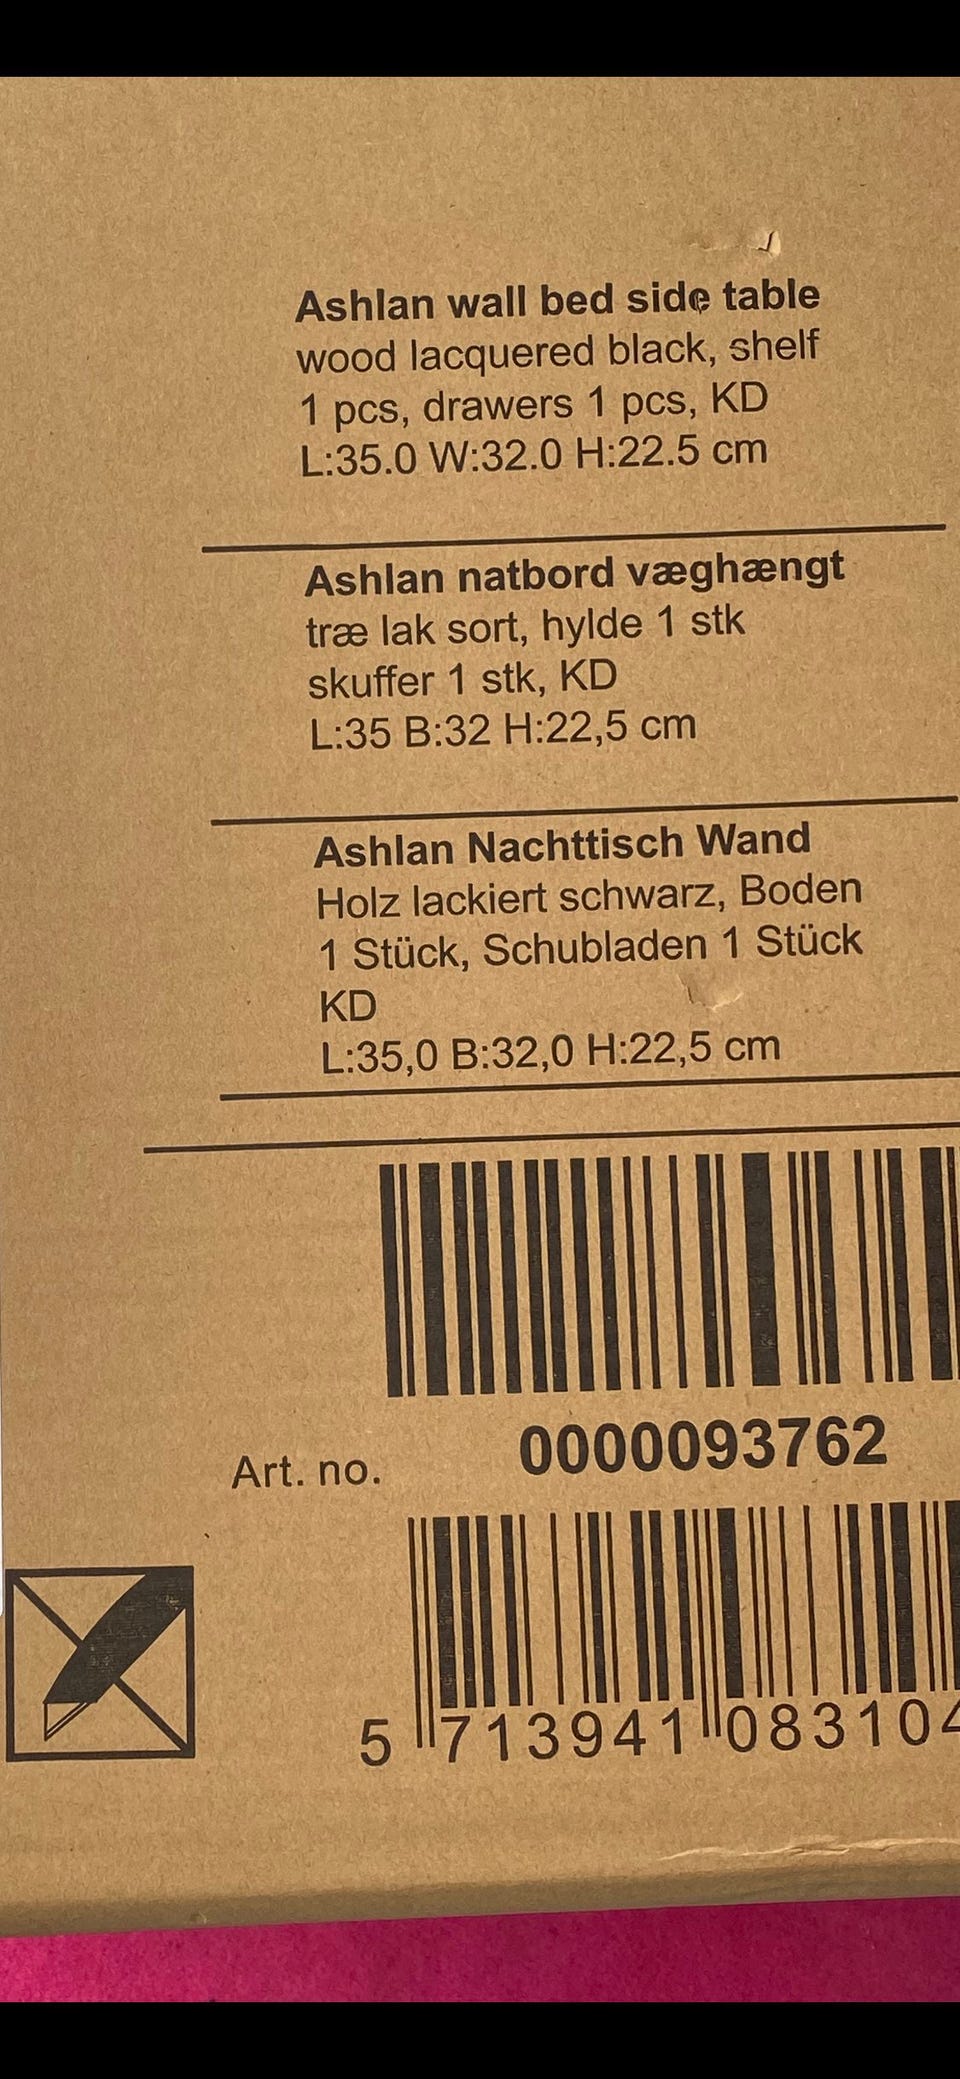 Ashlan wall bed side table
wood lacquered black, shelf
1 pcs, drawers 1 pcs, KD
L:35.0 W:32.0 H:22.5 cm
Ashlan natbord væghængt
træ lak sort, hylde 1 stk
skuffer 1 stk, KD
L:35 B:32 H:22,5 cm
Ashlan Nachttisch Wand
Holz lackiert schwarz, Boden
1 Stück, Schubladen 1 Stück
KD
L:35,0 B:32,0 H:22,5 cm
Art. no. 0000093762
5 713941 083104